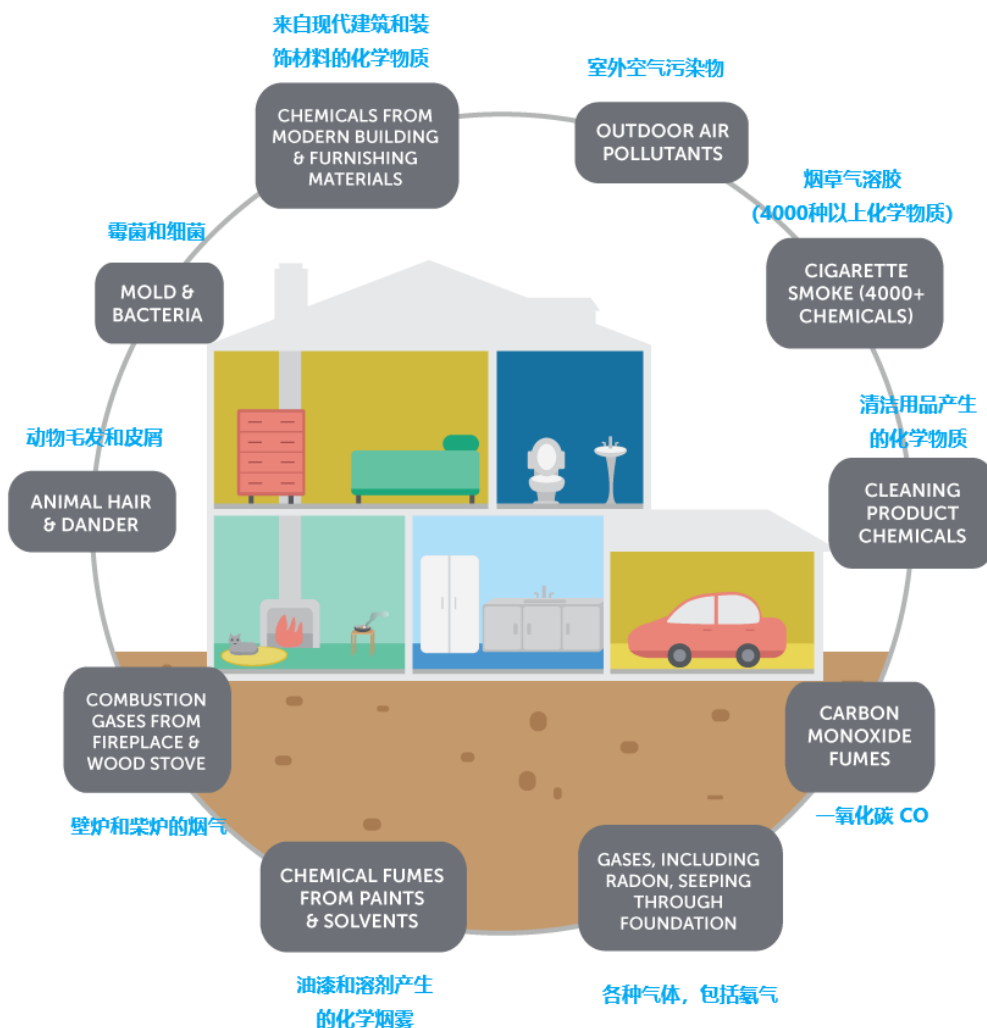 来自现代建筑和装
饰材料的化学物质
CHEMICALS FROM
MODERN BUILDING
& FURNISHING
MATERIALS
室外空气污染物
OUTDOOR AIR
POLLUTANTS
烟草气溶胶
(4000种以上化学物质)
CIGARETTE
SMOKE (4000+
CHEMICALS)
清洁用品产生
的化学物质
CLEANING
PRODUCT
CHEMICALS
CARBON
MONOXIDE
FUMES
一氧化碳 CO
GASES, INCLUDING
RADON, SEEPING
THROUGH
FOUNDATION
各种气体，包括氡气
CHEMICAL FUMES
FROM PAINTS
& SOLVENTS
油漆和溶剂产生
的化学烟雾
COMBUSTION
GASES FROM
FIREPLACE &
WOOD STOVE
壁炉和柴炉的烟气
动物毛发和皮屑
ANIMAL HAIR
& DANDER
霉菌和细菌
MOLD &
BACTERIA